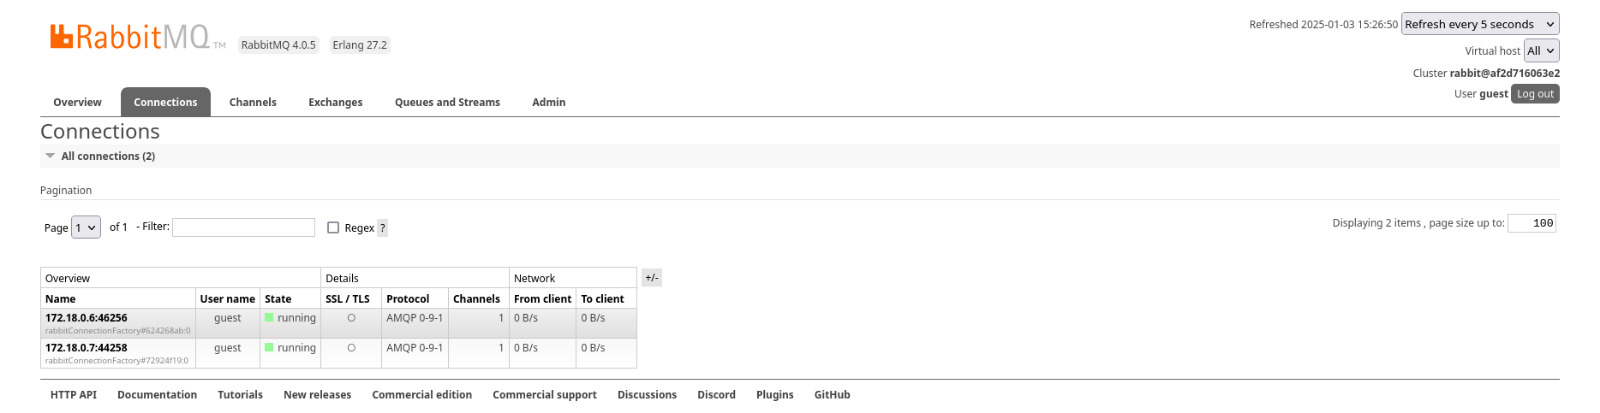 RabbitMQ TM RabbitMQ 4.0.5 Erlang 27.2
Refreshed 2025-01-03 15:26:50 Refresh every 5 seconds
Virtual host All
Cluster rabbit@af2d716063e2
User guest Log out
Overview Connections Channels Exchanges Queues and Streams Admin
Connections
All connections (2)
Pagination
Page 1 of 1 - Filter: Regex ? Displaying 2 items , page size up to: 100
Overview Details Network +/-
Name User name State SSL / TLS Protocol Channels From client To client
172.18.0.6:46256 guest running ○ AMQP 0-9-1 1 0 B/s 0 B/s
rabbitConnectionFactory#624268ab:0
172.18.0.7:44258 guest running ○ AMQP 0-9-1 1 0 B/s 0 B/s
rabbitConnectionFactory#72924f19:0
HTTP API Documentation Tutorials New releases Commercial edition Commercial support Discussions Discord Plugins GitHub